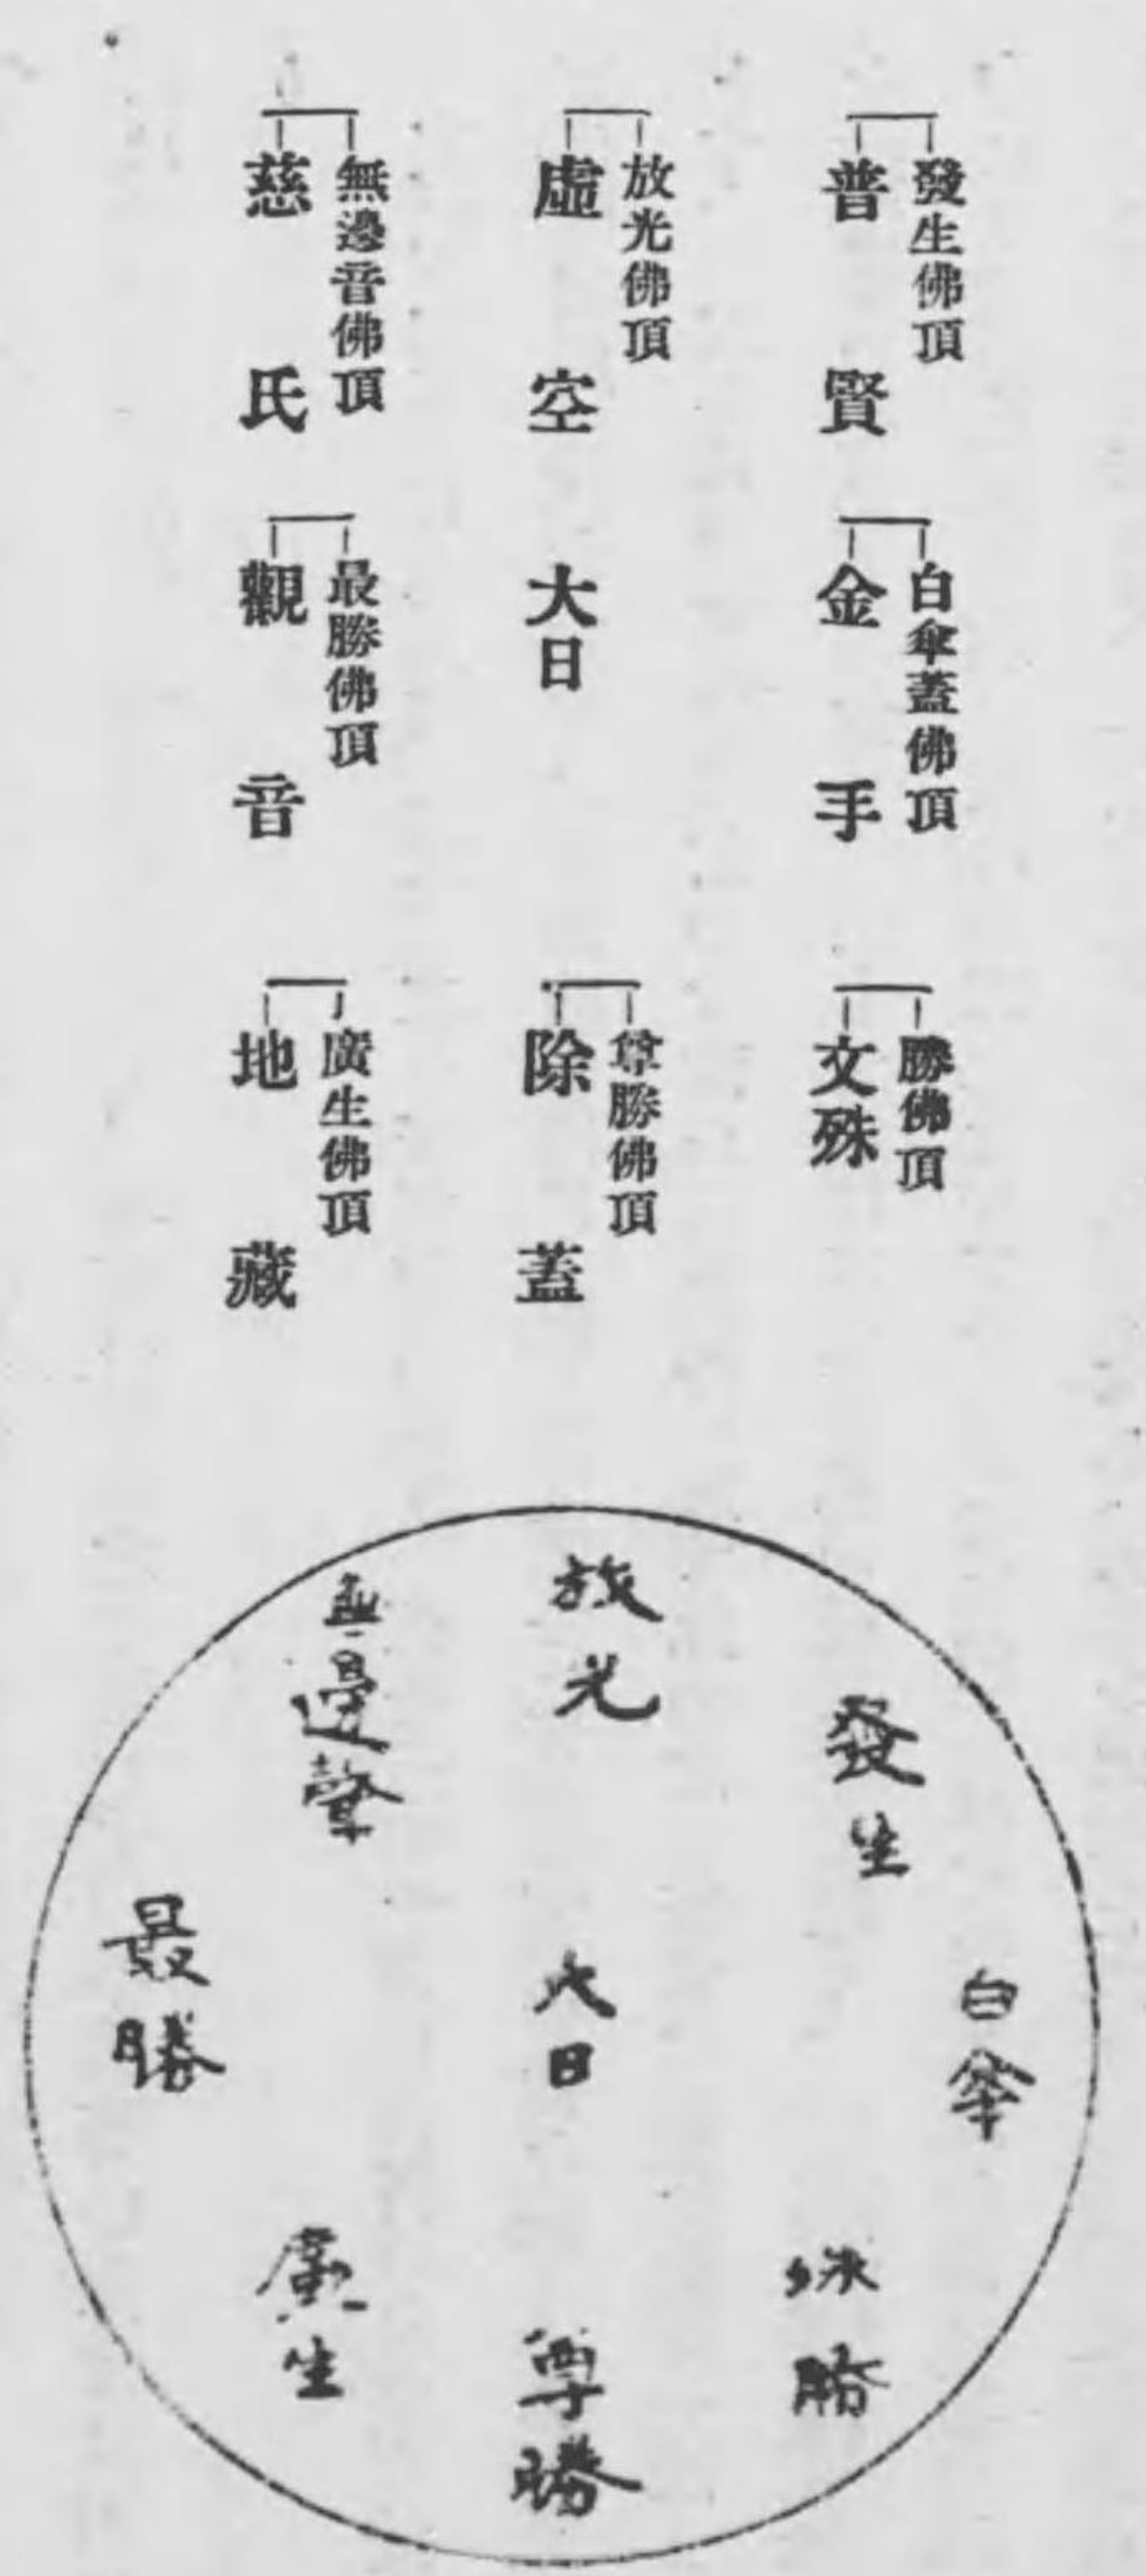 發生佛頂
普賢
白傘蓋佛頂
金手
勝佛頂
文殊
放光佛頂
虛空
大日
尊勝佛頂
除蓋
無邊音佛頂
慈氏
最勝佛頂
觀音
廣生佛頂
地藏
放光
發生
白傘
殊勝
尊勝
廣生
最勝
無邊聲
大日